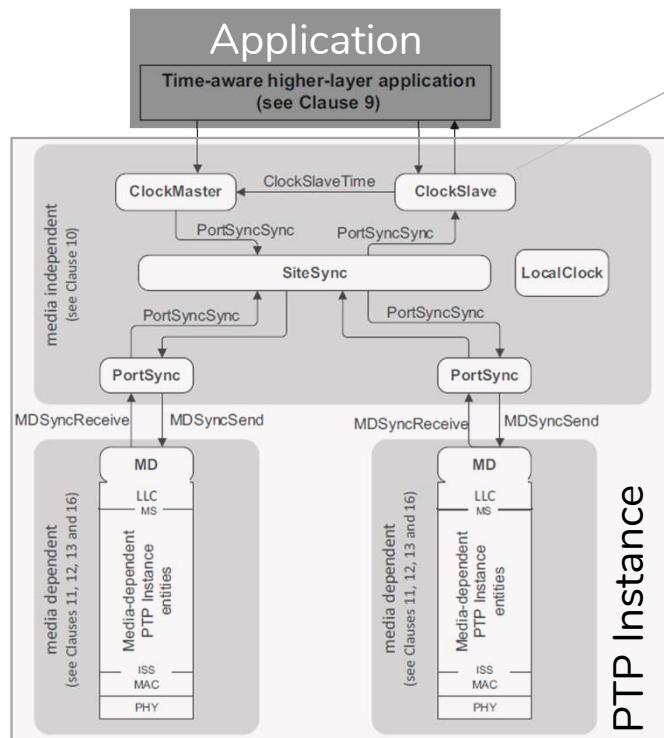 Application
Time-aware higher-layer application
(see Clause 9)
media independent
(see Clause 10)
ClockMaster
ClockSlaveTime
ClockSlave
PortSyncSync
PortSyncSync
SiteSync
LocalClock
PortSyncSync
PortSyncSync
PortSync
PortSync
MDSyncReceive
MDSyncSend
MDSyncReceive
MDSyncSend
media dependent
(see Clauses 11, 12, 13 and 16)
MD
LLC
MS
Media-dependent
PTP Instance
entities
ISS
MAC
PHY
media dependent
(see Clauses 11, 12, 13 and 16)
MD
LLC
MS
Media-dependent
PTP Instance
entities
ISS
MAC
PHY
PTP Instance